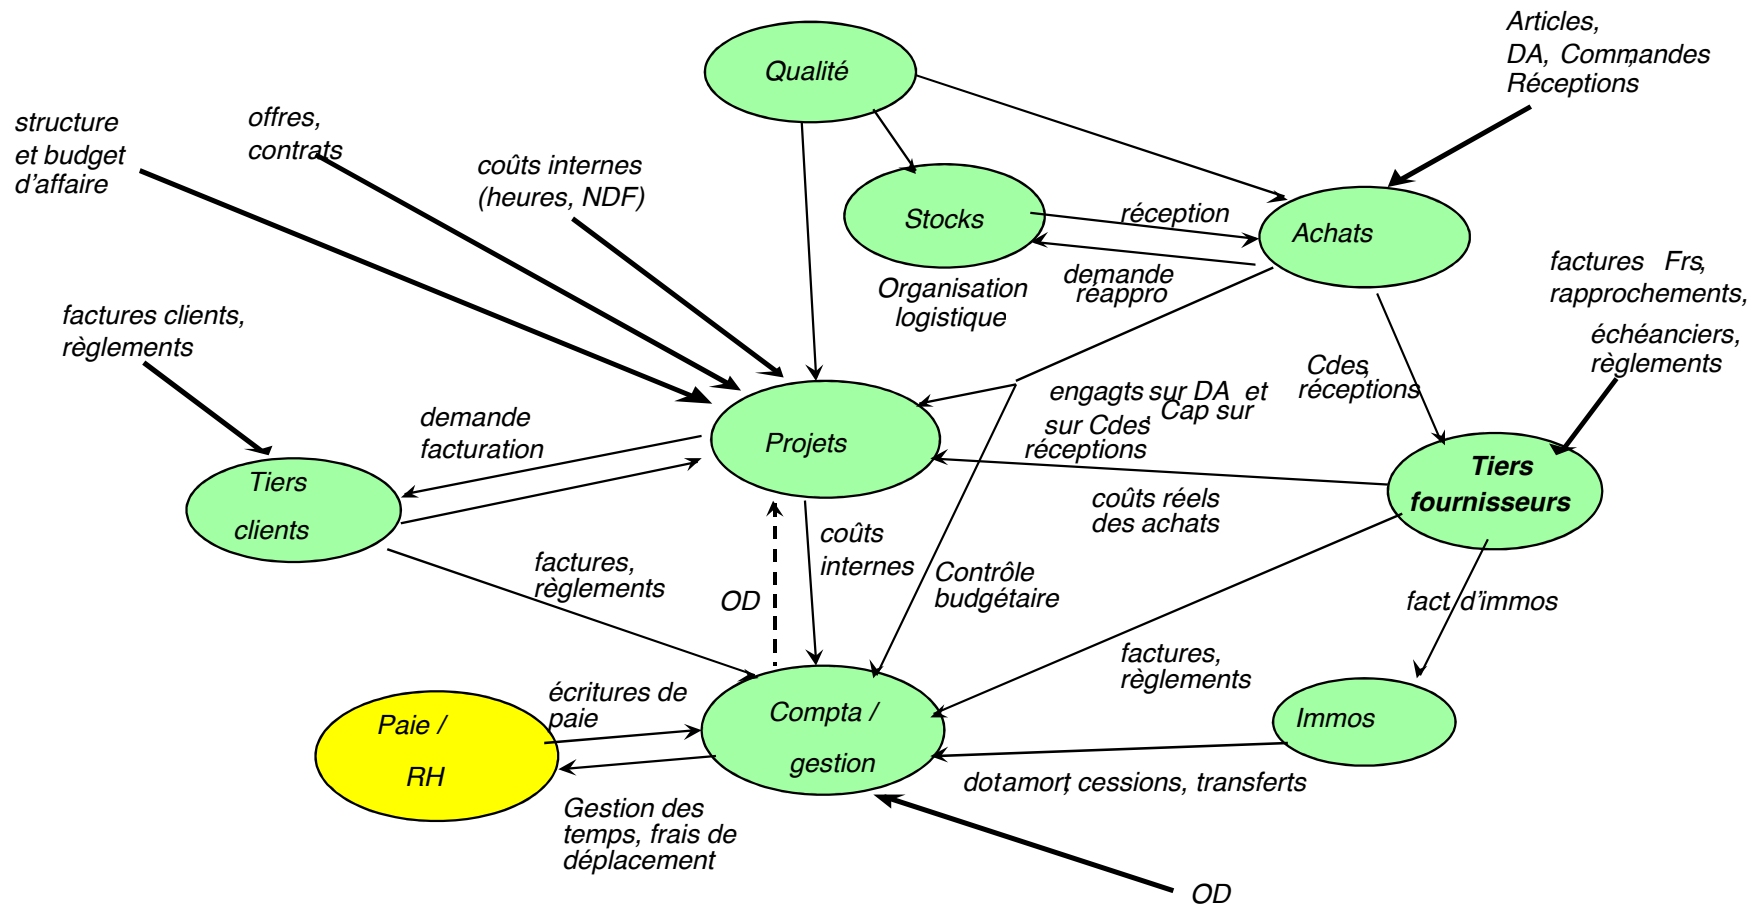 Articles,
DA, Commandes,
Réceptions
Qualité
structure
et budget
d'affaire
offres,
contrats
coûts internes
(heures, NDF)
Stocks
réception
Achats
demande
réappro
Organisation
logistique
factures Frs,
rapprochements,
échéanciers,
règlements
factures clients,
règlements
Cdes,
réceptions
engagts sur DA et
sur Cdes, Cap sur
réceptions
demande
facturation
Projets
Tiers
clients
Tiers
fournisseurs
coûts réels
des achats
coûts
internes
factures,
règlements
OD
Contrôle
budgétaire
fact d'immos
factures,
règlements
écritures de
paie
Paie /
RH
Compta /
gestion
Immos
dotamort, cessions, transferts
Gestion des
temps, frais de
déplacement
OD